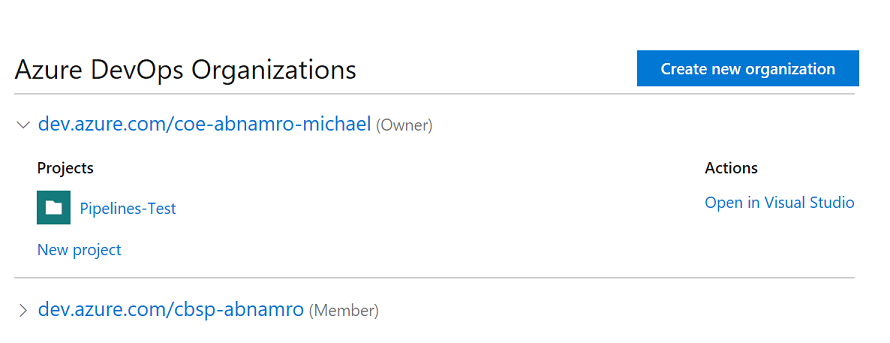 Azure DevOps Organizations
Create new organization
dev.azure.com/coe-abnamro-michael (Owner)
Projects
Actions
Pipelines-Test
Open in Visual Studio
New project
dev.azure.com/cbsp-abnamro (Member)